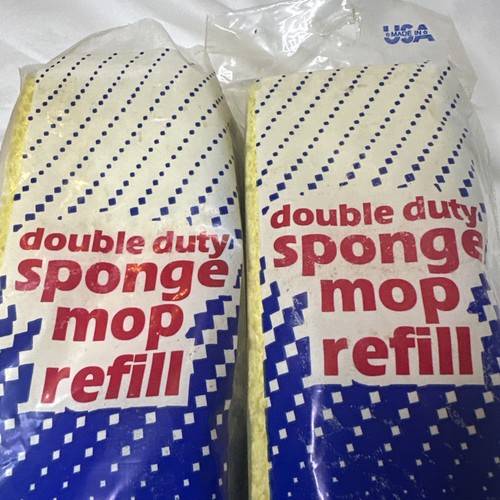 MADE IN
USA
double duty
sponge
mop
refill
double duty
sponge
mop
refill